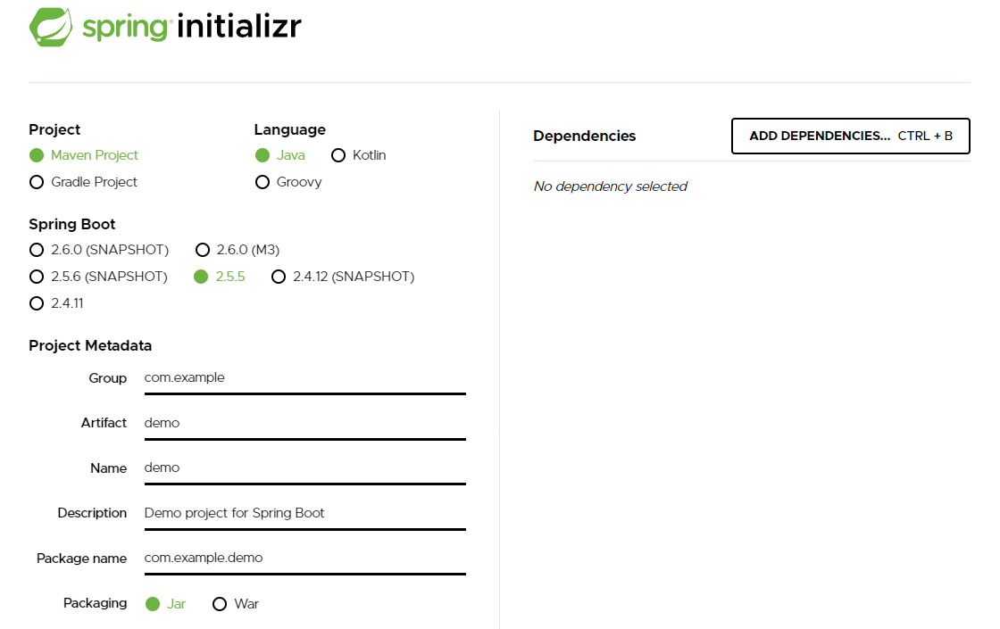 spring initializr
Project
Maven Project
Gradle Project
Language
Java Kotlin
Groovy
Spring Boot
2.6.0 (SNAPSHOT) 2.6.0 (M3)
2.5.6 (SNAPSHOT) 2.5.5 2.4.12 (SNAPSHOT)
2.4.11
Project Metadata
Group com.example
Artifact demo
Name demo
Description Demo project for Spring Boot
Package name com.example.demo
Packaging Jar War
Dependencies ADD DEPENDENCIES... CTRL + B
No dependency selected